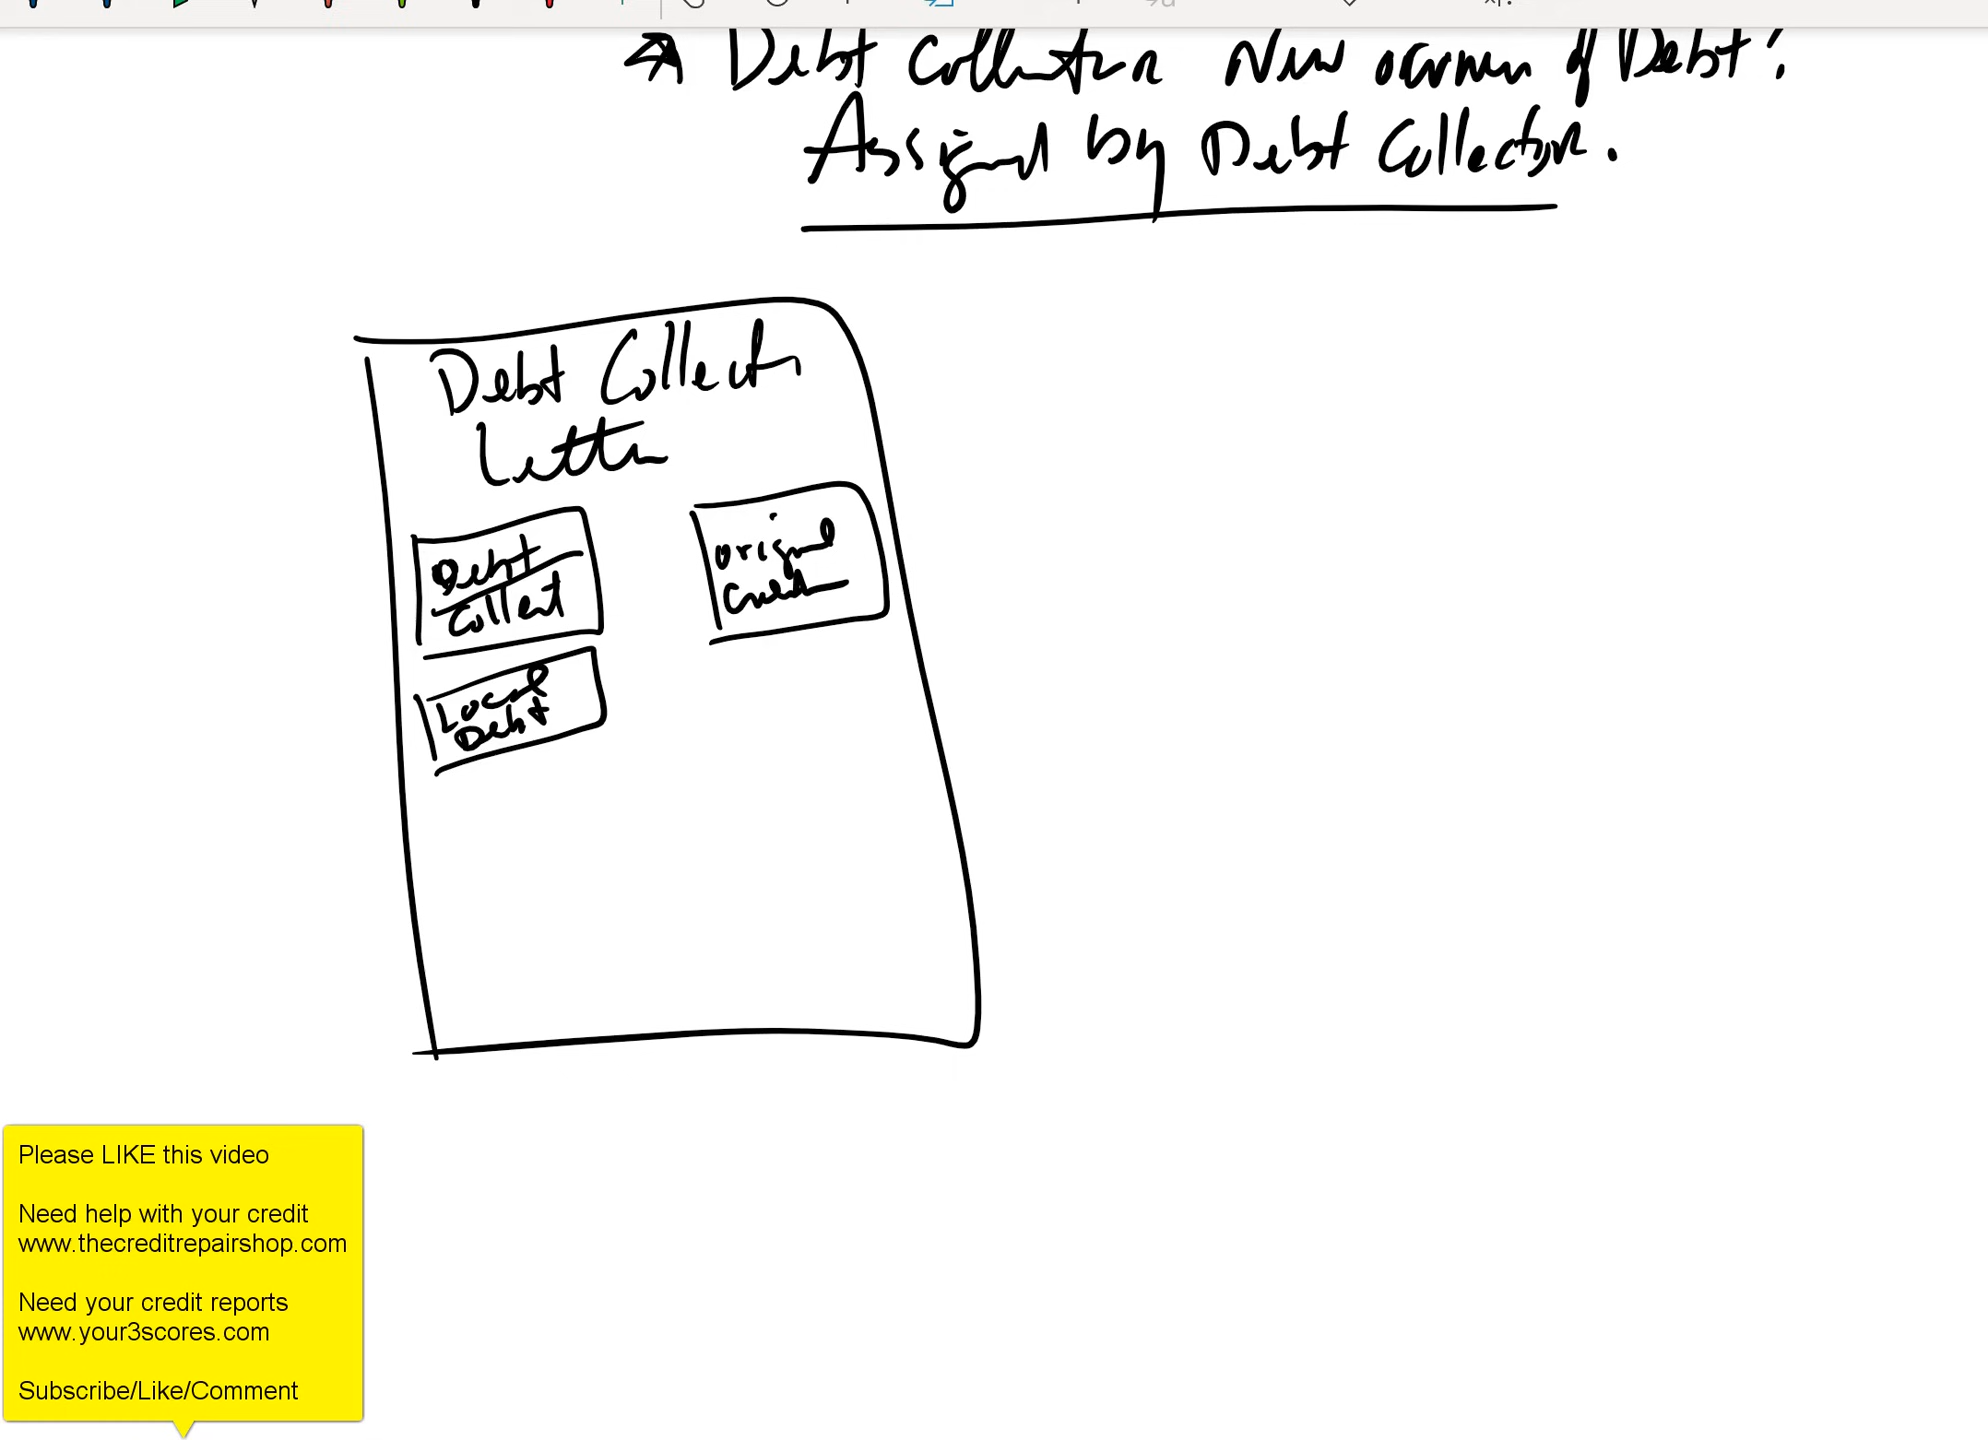 Debt Collector New owner of Debt?
Assigned by Debt Collector.
Debt Collect
Letter
Debt
Collect
Original
Credit
Local
Debt
Please LIKE this video
Need help with your credit
www.thecreditrepairshop.com
Need your credit reports
www.your3scores.com
Subscribe/Like/Comment